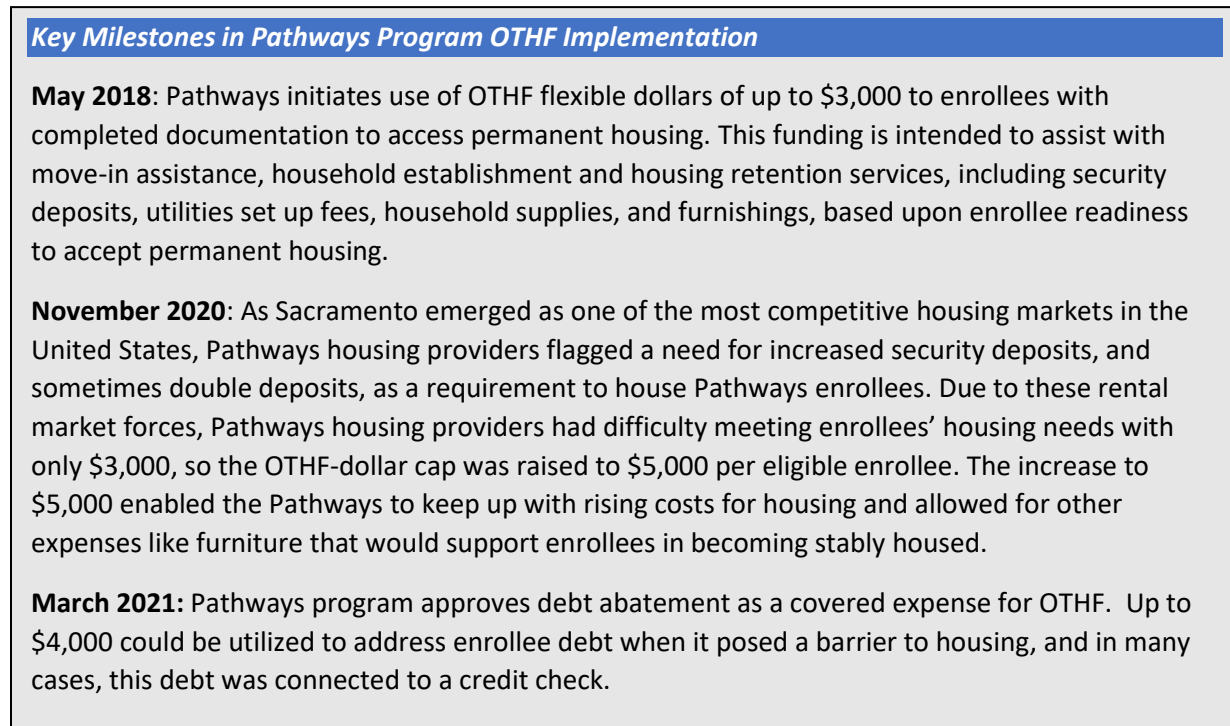 Key Milestones in Pathways Program OTHF Implementation
May 2018: Pathways initiates use of OTHF flexible dollars of up to $3,000 to enrollees with
completed documentation to access permanent housing. This funding is intended to assist with
move-in assistance, household establishment and housing retention services, including security
deposits, utilities set up fees, household supplies, and furnishings, based upon enrollee readiness
to accept permanent housing.
November 2020: As Sacramento emerged as one of the most competitive housing markets in the
United States, Pathways housing providers flagged a need for increased security deposits, and
sometimes double deposits, as a requirement to house Pathways enrollees. Due to these rental
market forces, Pathways housing providers had difficulty meeting enrollees’ housing needs with
only $3,000, so the OTHF-dollar cap was raised to $5,000 per eligible enrollee. The increase to
$5,000 enabled the Pathways to keep up with rising costs for housing and allowed for other
expenses like furniture that would support enrollees in becoming stably housed.
March 2021: Pathways program approves debt abatement as a covered expense for OTHF.  Up to
$4,000 could be utilized to address enrollee debt when it posed a barrier to housing, and in many
cases, this debt was connected to a credit check.